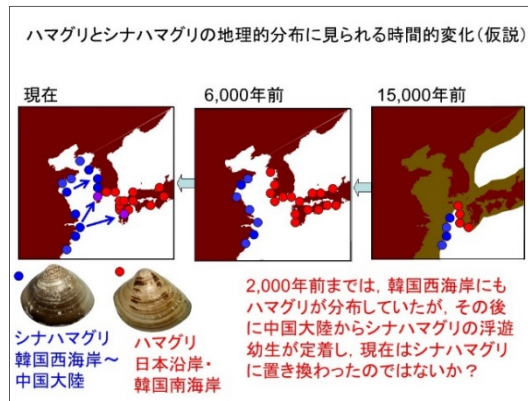 ハマグリとシナハマグリの地理的分布に見られる時間的変化(仮説)
現在
6,000年前
15,000年前
シナハマグリ
韓国西海岸～
中国大陸
ハマグリ
日本沿岸・
韓国南海岸
2,000年前までは，韓国西海岸にも
ハマグリが分布していたが，その後
に中国大陸からシナハマグリの浮遊
幼生が定着し，現在はシナハマグリ
に置き換わったのではないか？